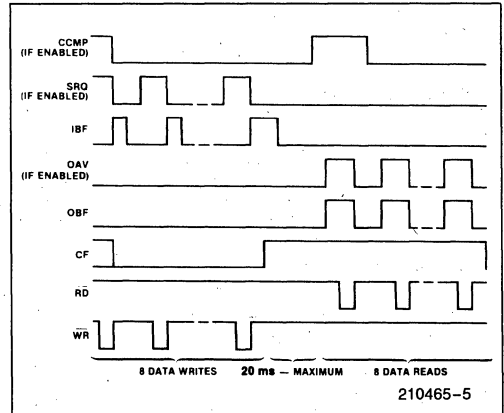 CCMP
(IF ENABLED)
SRQ
(IF ENABLED)
IBF
OAV
(IF ENABLED)
OBF
CF
RD
WR
8 DATA WRITES 20 ms — MAXIMUM 8 DATA READS
210465-5